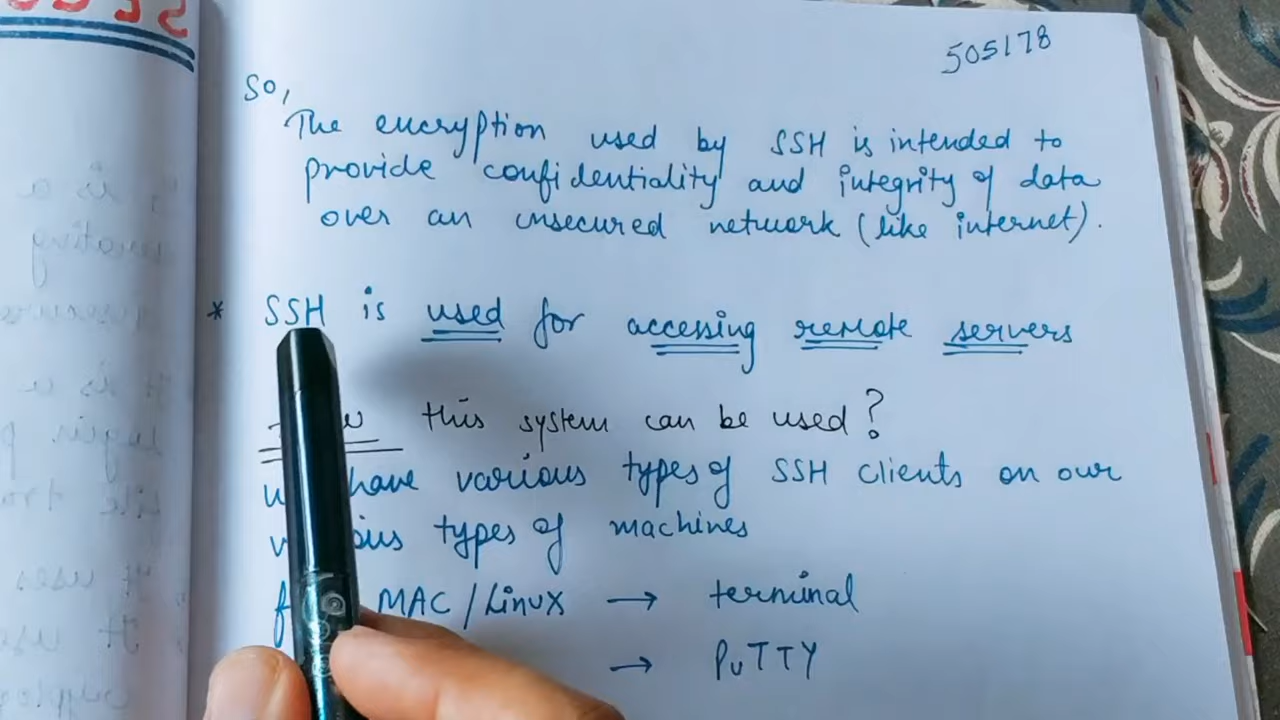 505178
So,
The encryption used by SSH is intended to
provide confidentiality and integrity of data
over an unsecured network (like internet).
* SSH is used for accessing remote servers
this system can be used?
have various types of SSH clients on our
types of machines
MAC/Linux → terminal
→ PuTTY